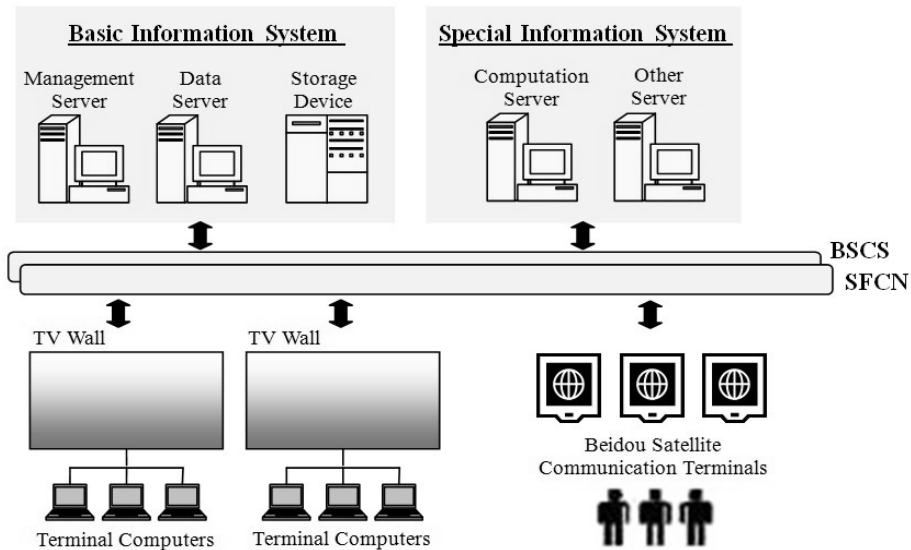 Basic Information System
Special Information System
Management
Server
Data
Server
Storage
Device
Computation
Server
Other
Server
BSCS
SFCN
TV Wall
TV Wall
Beidou Satellite
Communication Terminals
Terminal Computers
Terminal Computers